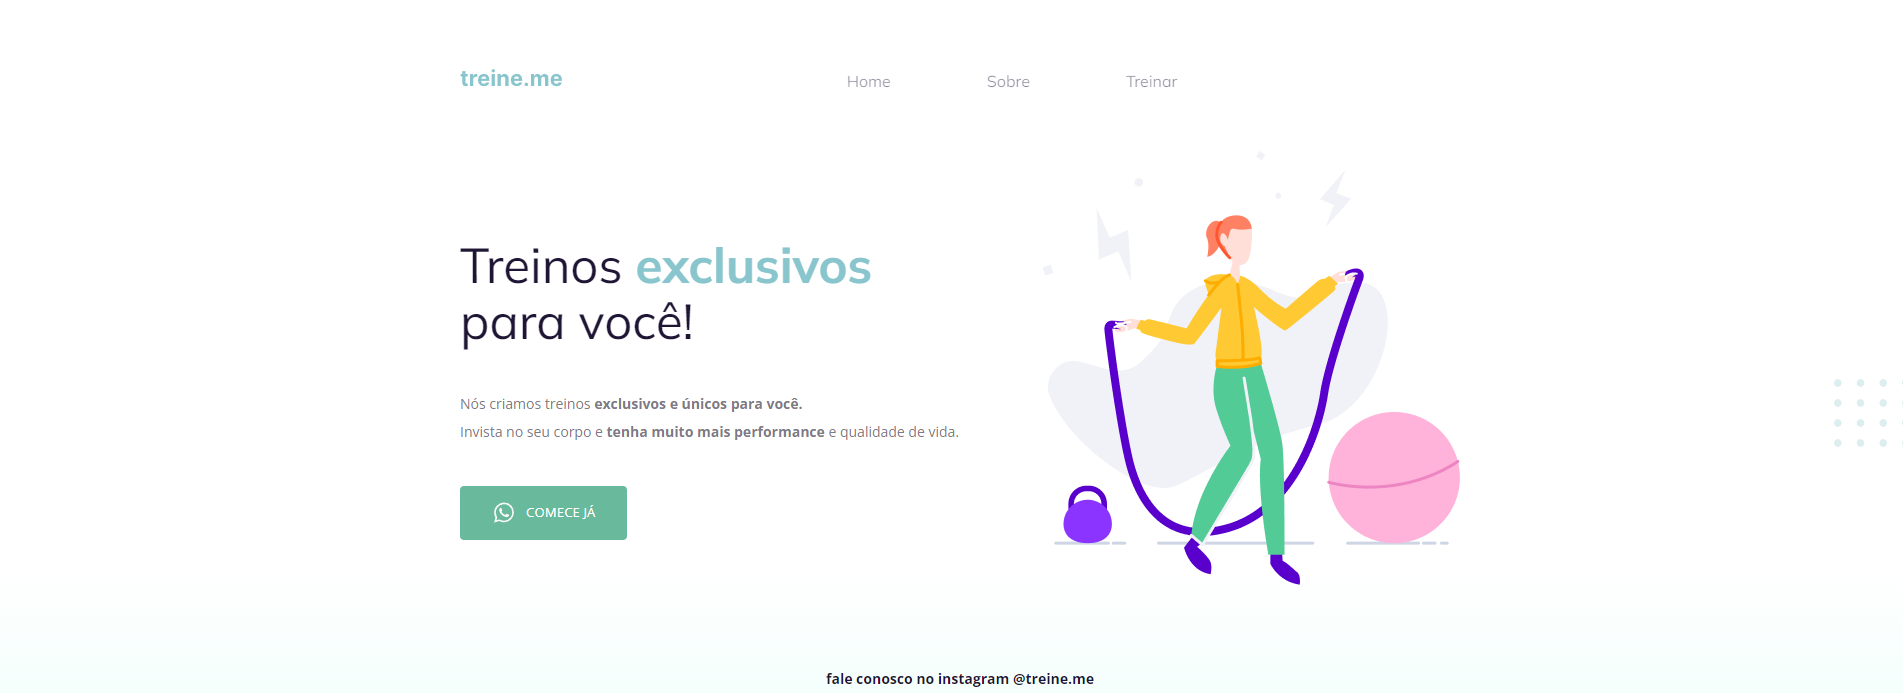 treine.me
Home
Sobre
Treinar
Treinos exclusivos
para você!
Nós criamos treinos exclusivos e únicos para você.
Invista no seu corpo e tenha muito mais performance e qualidade de vida.
COMECE JÁ
fale conosco no instagram @treine.me